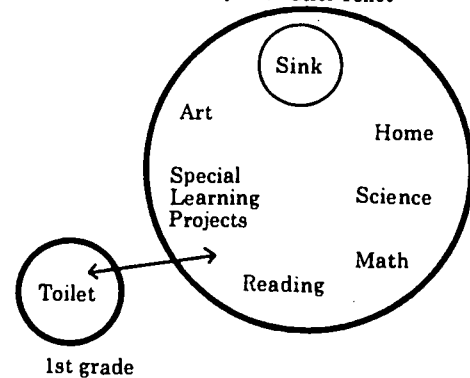 Sink
Art
Home
Special
Learning
Projects
Science
Math
Reading
Toilet
1st grade